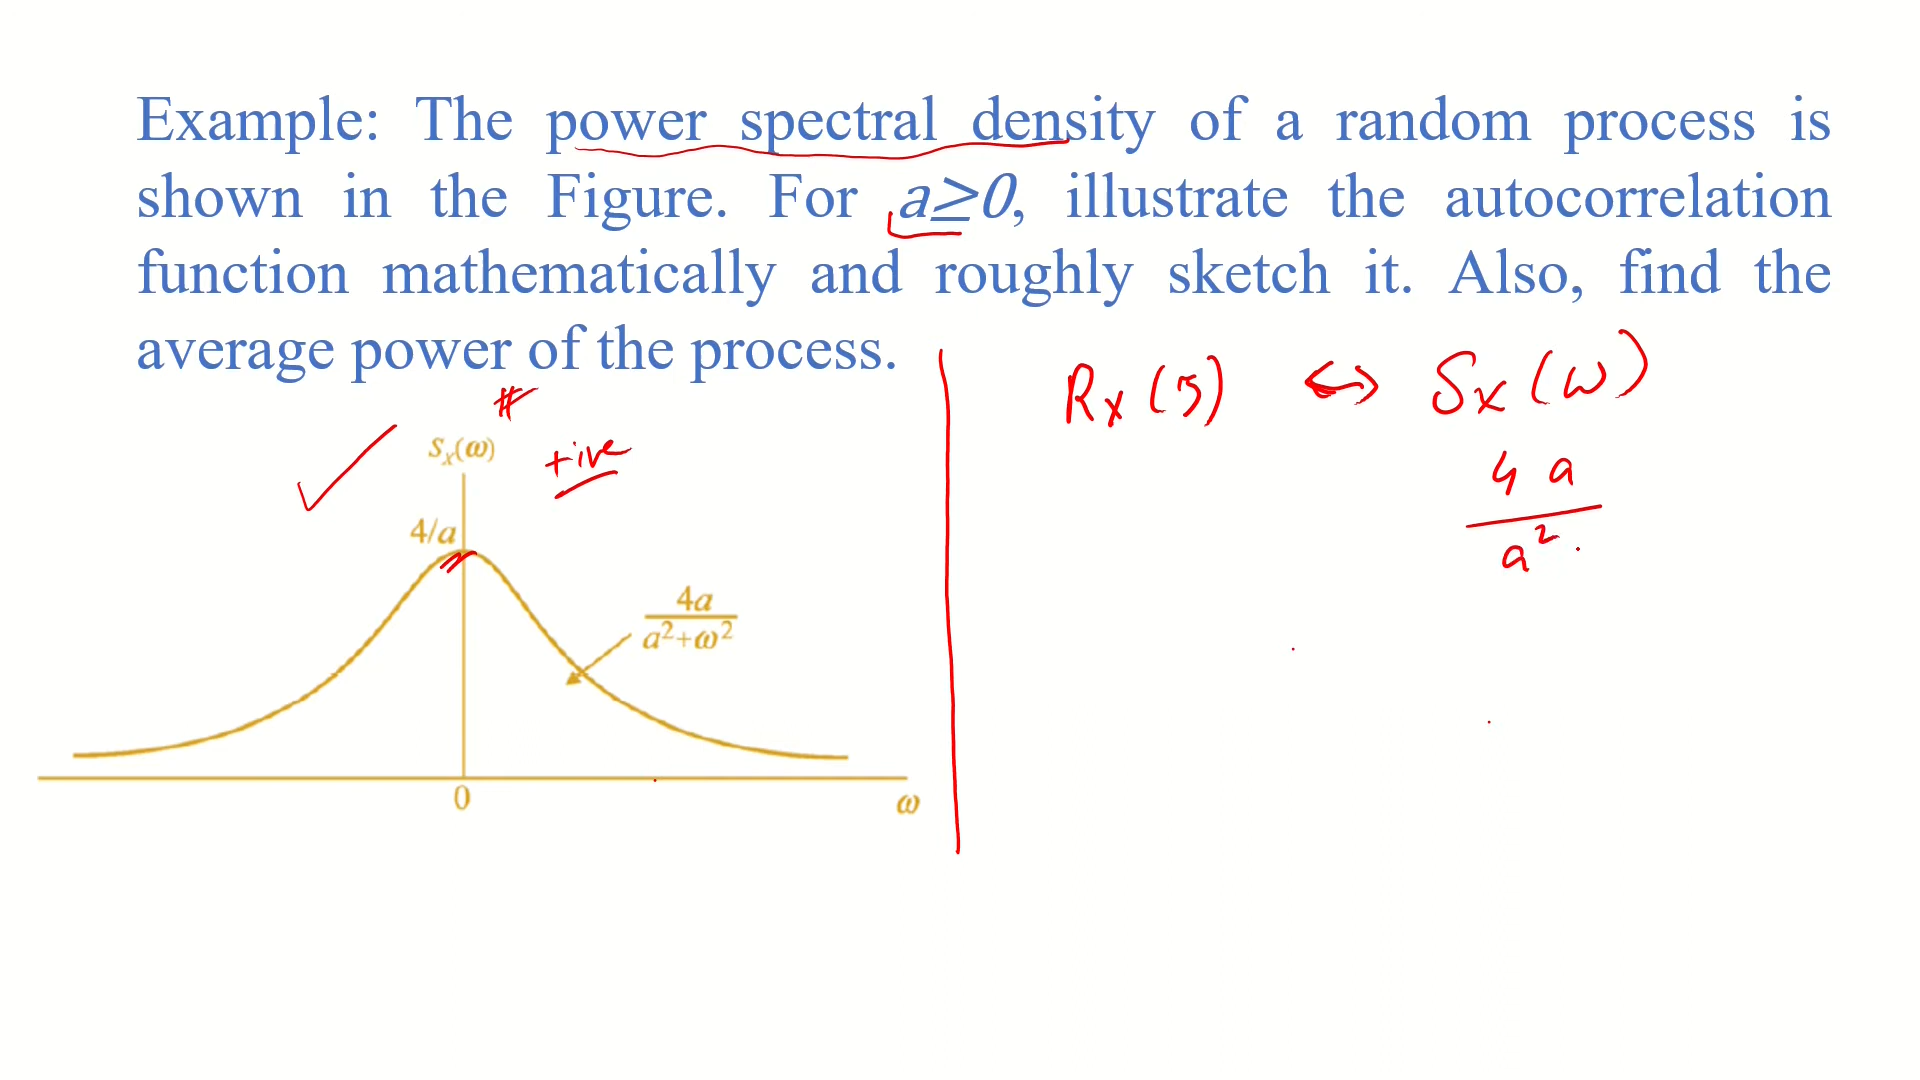 Example: The power spectral density of a random process is
shown in the Figure. For a≥0, illustrate the autocorrelation
function mathematically and roughly sketch it. Also, find the
average power of the process.
Rx(τ) ↔ Sx(ω)
#
Sx(ω)
+ive
4 a
a²
4/a
4a
a²+ω²
0
ω